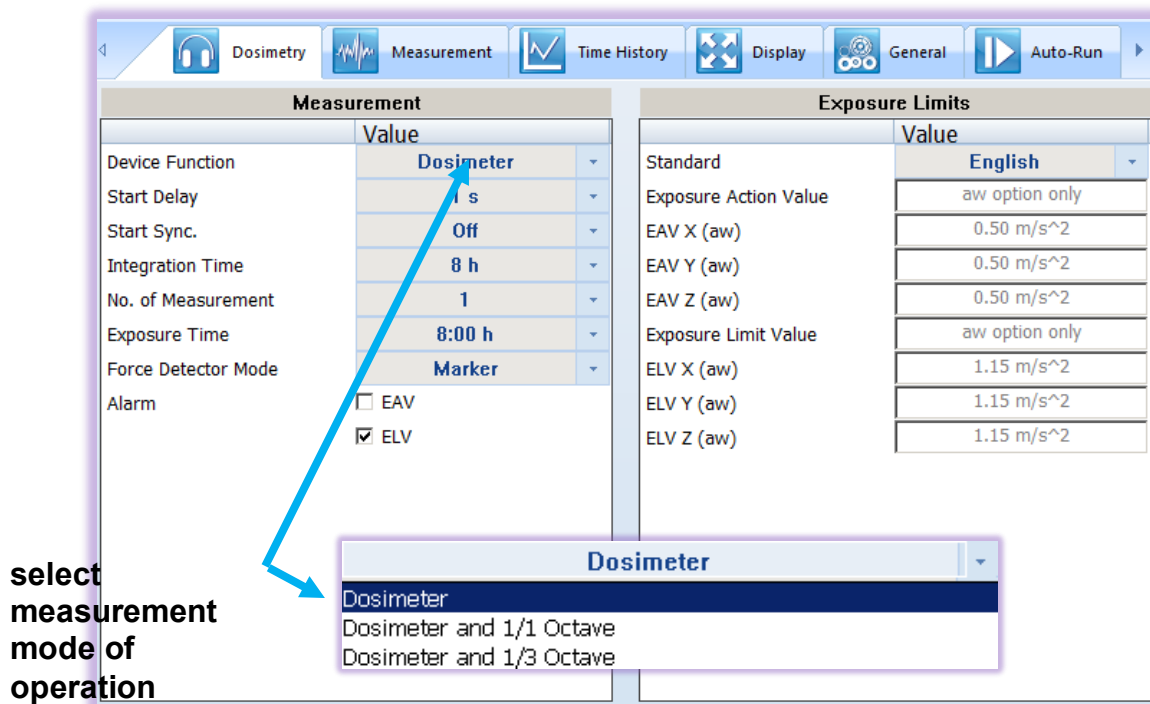 Dosimetry Measurement Time History Display General Auto-Run
Measurement
Value
Device Function Dosimeter
Start Delay 1 s
Start Sync. Off
Integration Time 8 h
No. of Measurement 1
Exposure Time 8:00 h
Force Detector Mode Marker
Alarm EAV
ELV
Exposure Limits
Value
Standard English
Exposure Action Value aw option only
EAV X (aw) 0.50 m/s^2
EAV Y (aw) 0.50 m/s^2
EAV Z (aw) 0.50 m/s^2
Exposure Limit Value aw option only
ELV X (aw) 1.15 m/s^2
ELV Y (aw) 1.15 m/s^2
ELV Z (aw) 1.15 m/s^2
select
measurement
mode of
operation
Dosimeter
Dosimeter
Dosimeter and 1/1 Octave
Dosimeter and 1/3 Octave